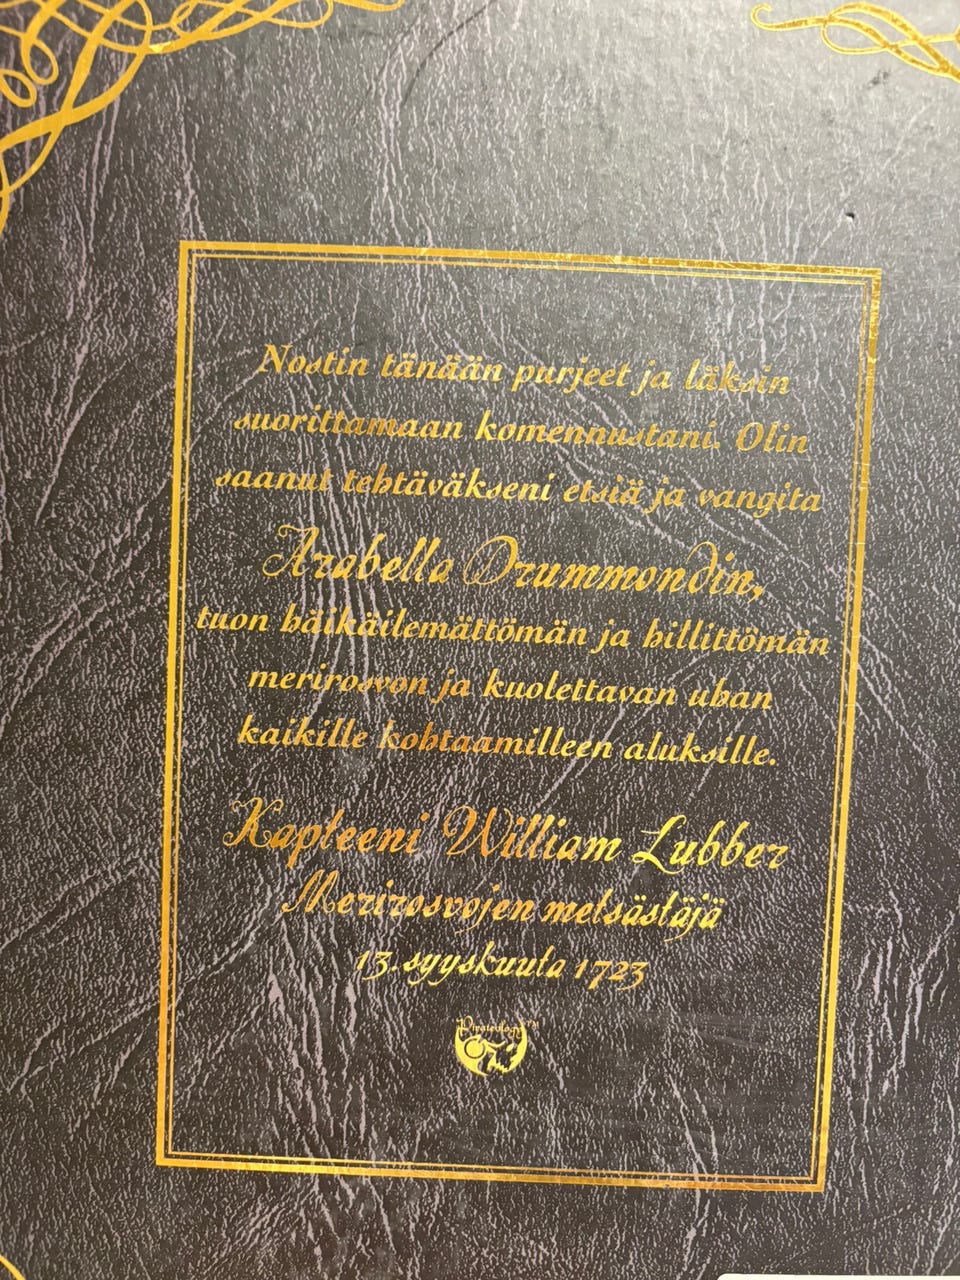 Nostin tänään purjeet ja läksin
suorittamaan komennustani. Olin
saanut tehtäväkseni etsiä ja vangita
Arabella Drummondin,
tuon häikäilemättömän ja hillittömän
merirosvon ja kuolettavan uhan
kaikille kohtaamilleen aluksille.
Kapteeni William Lubber
Merirosvojen metsästäjä
13. syyskuuta 1723
Pirateology™